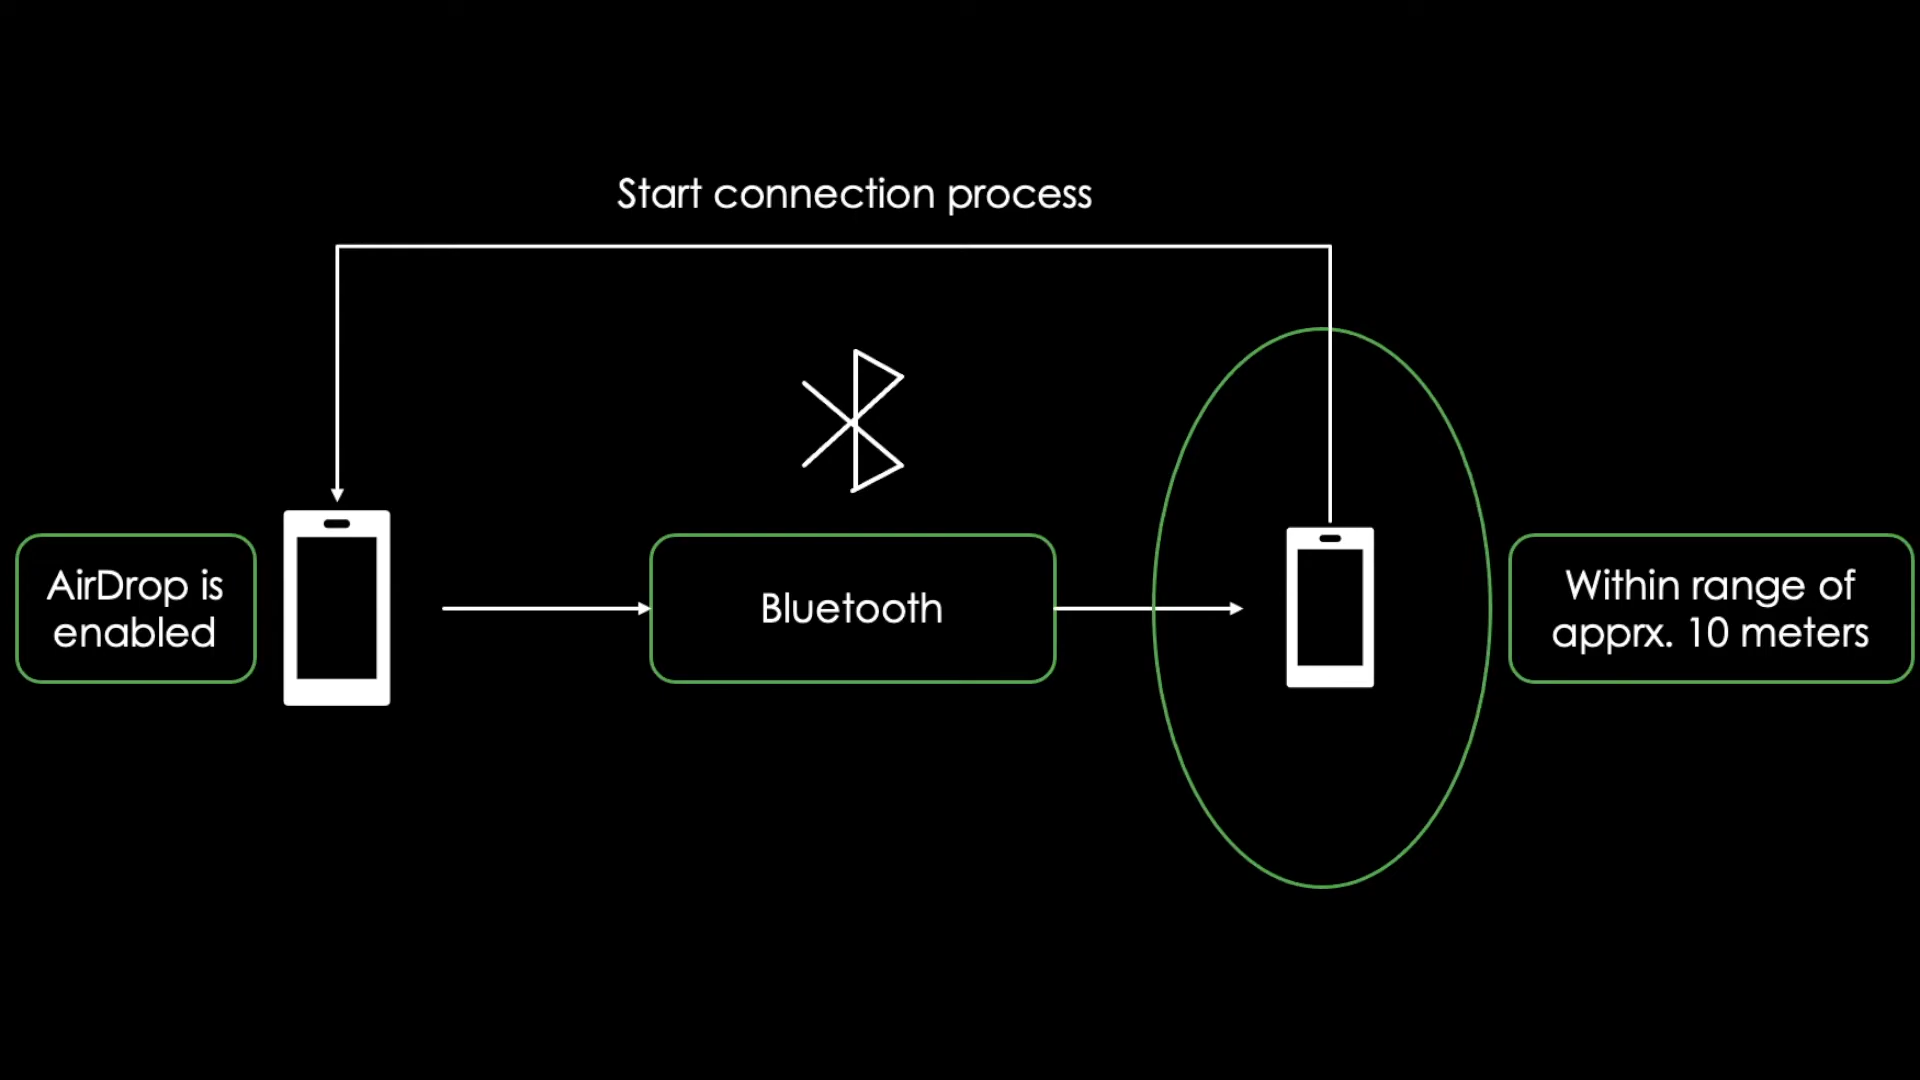 Start connection process
AirDrop is
enabled
Bluetooth
Within range of
apprx. 10 meters